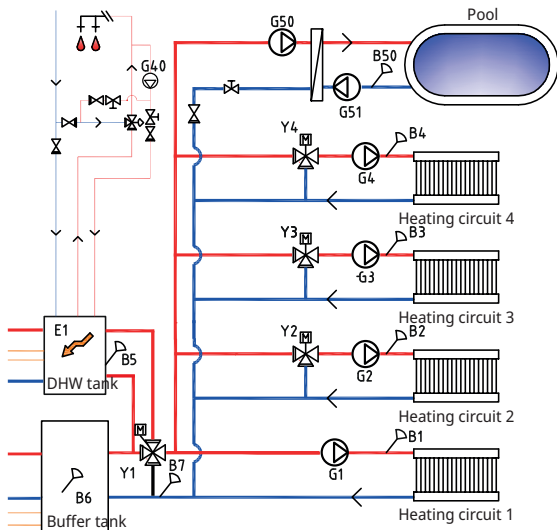 Pool
G50
G40
B50
G51
Y4
M
B4
G4
Heating circuit 4
Y3
M
B3
G3
Heating circuit 3
E1
Y2
M
B2
B5
G2
DHW tank
Heating circuit 2
M
B1
Y1
B7
G1
B6
Buffer tank
Heating circuit 1